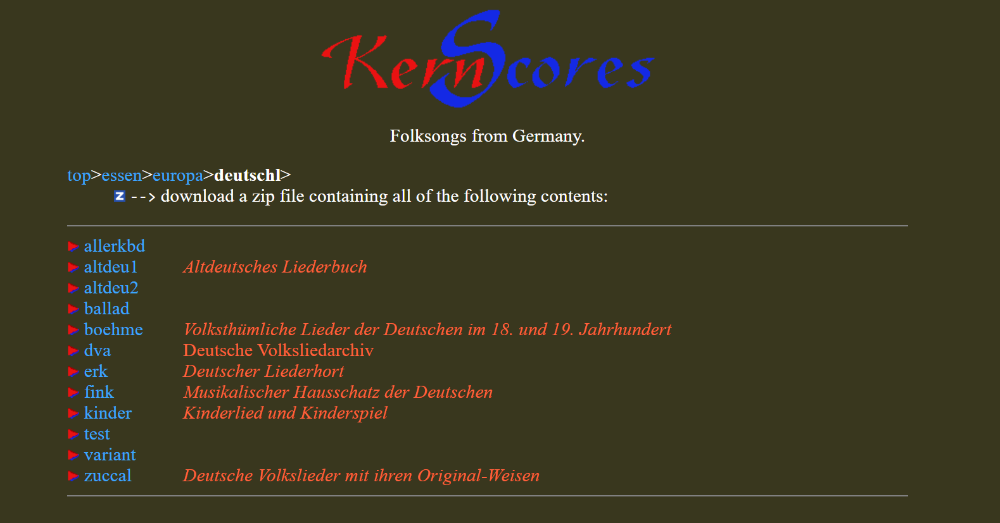 KernScores
Folksongs from Germany.
top>essen>europa>deutschl>
Z --> download a zip file containing all of the following contents:
allerkbd
altdeu1 Altdeutsches Liederbuch
altdeu2
ballad
boehme Volksthümliche Lieder der Deutschen im 18. und 19. Jahrhundert
dva Deutsche Volksliedarchiv
erk Deutscher Liederhort
fink Musikalischer Hausschatz der Deutschen
kinder Kinderlied und Kinderspiel
test
variant
zuccal Deutsche Volkslieder mit ihren Original-Weisen